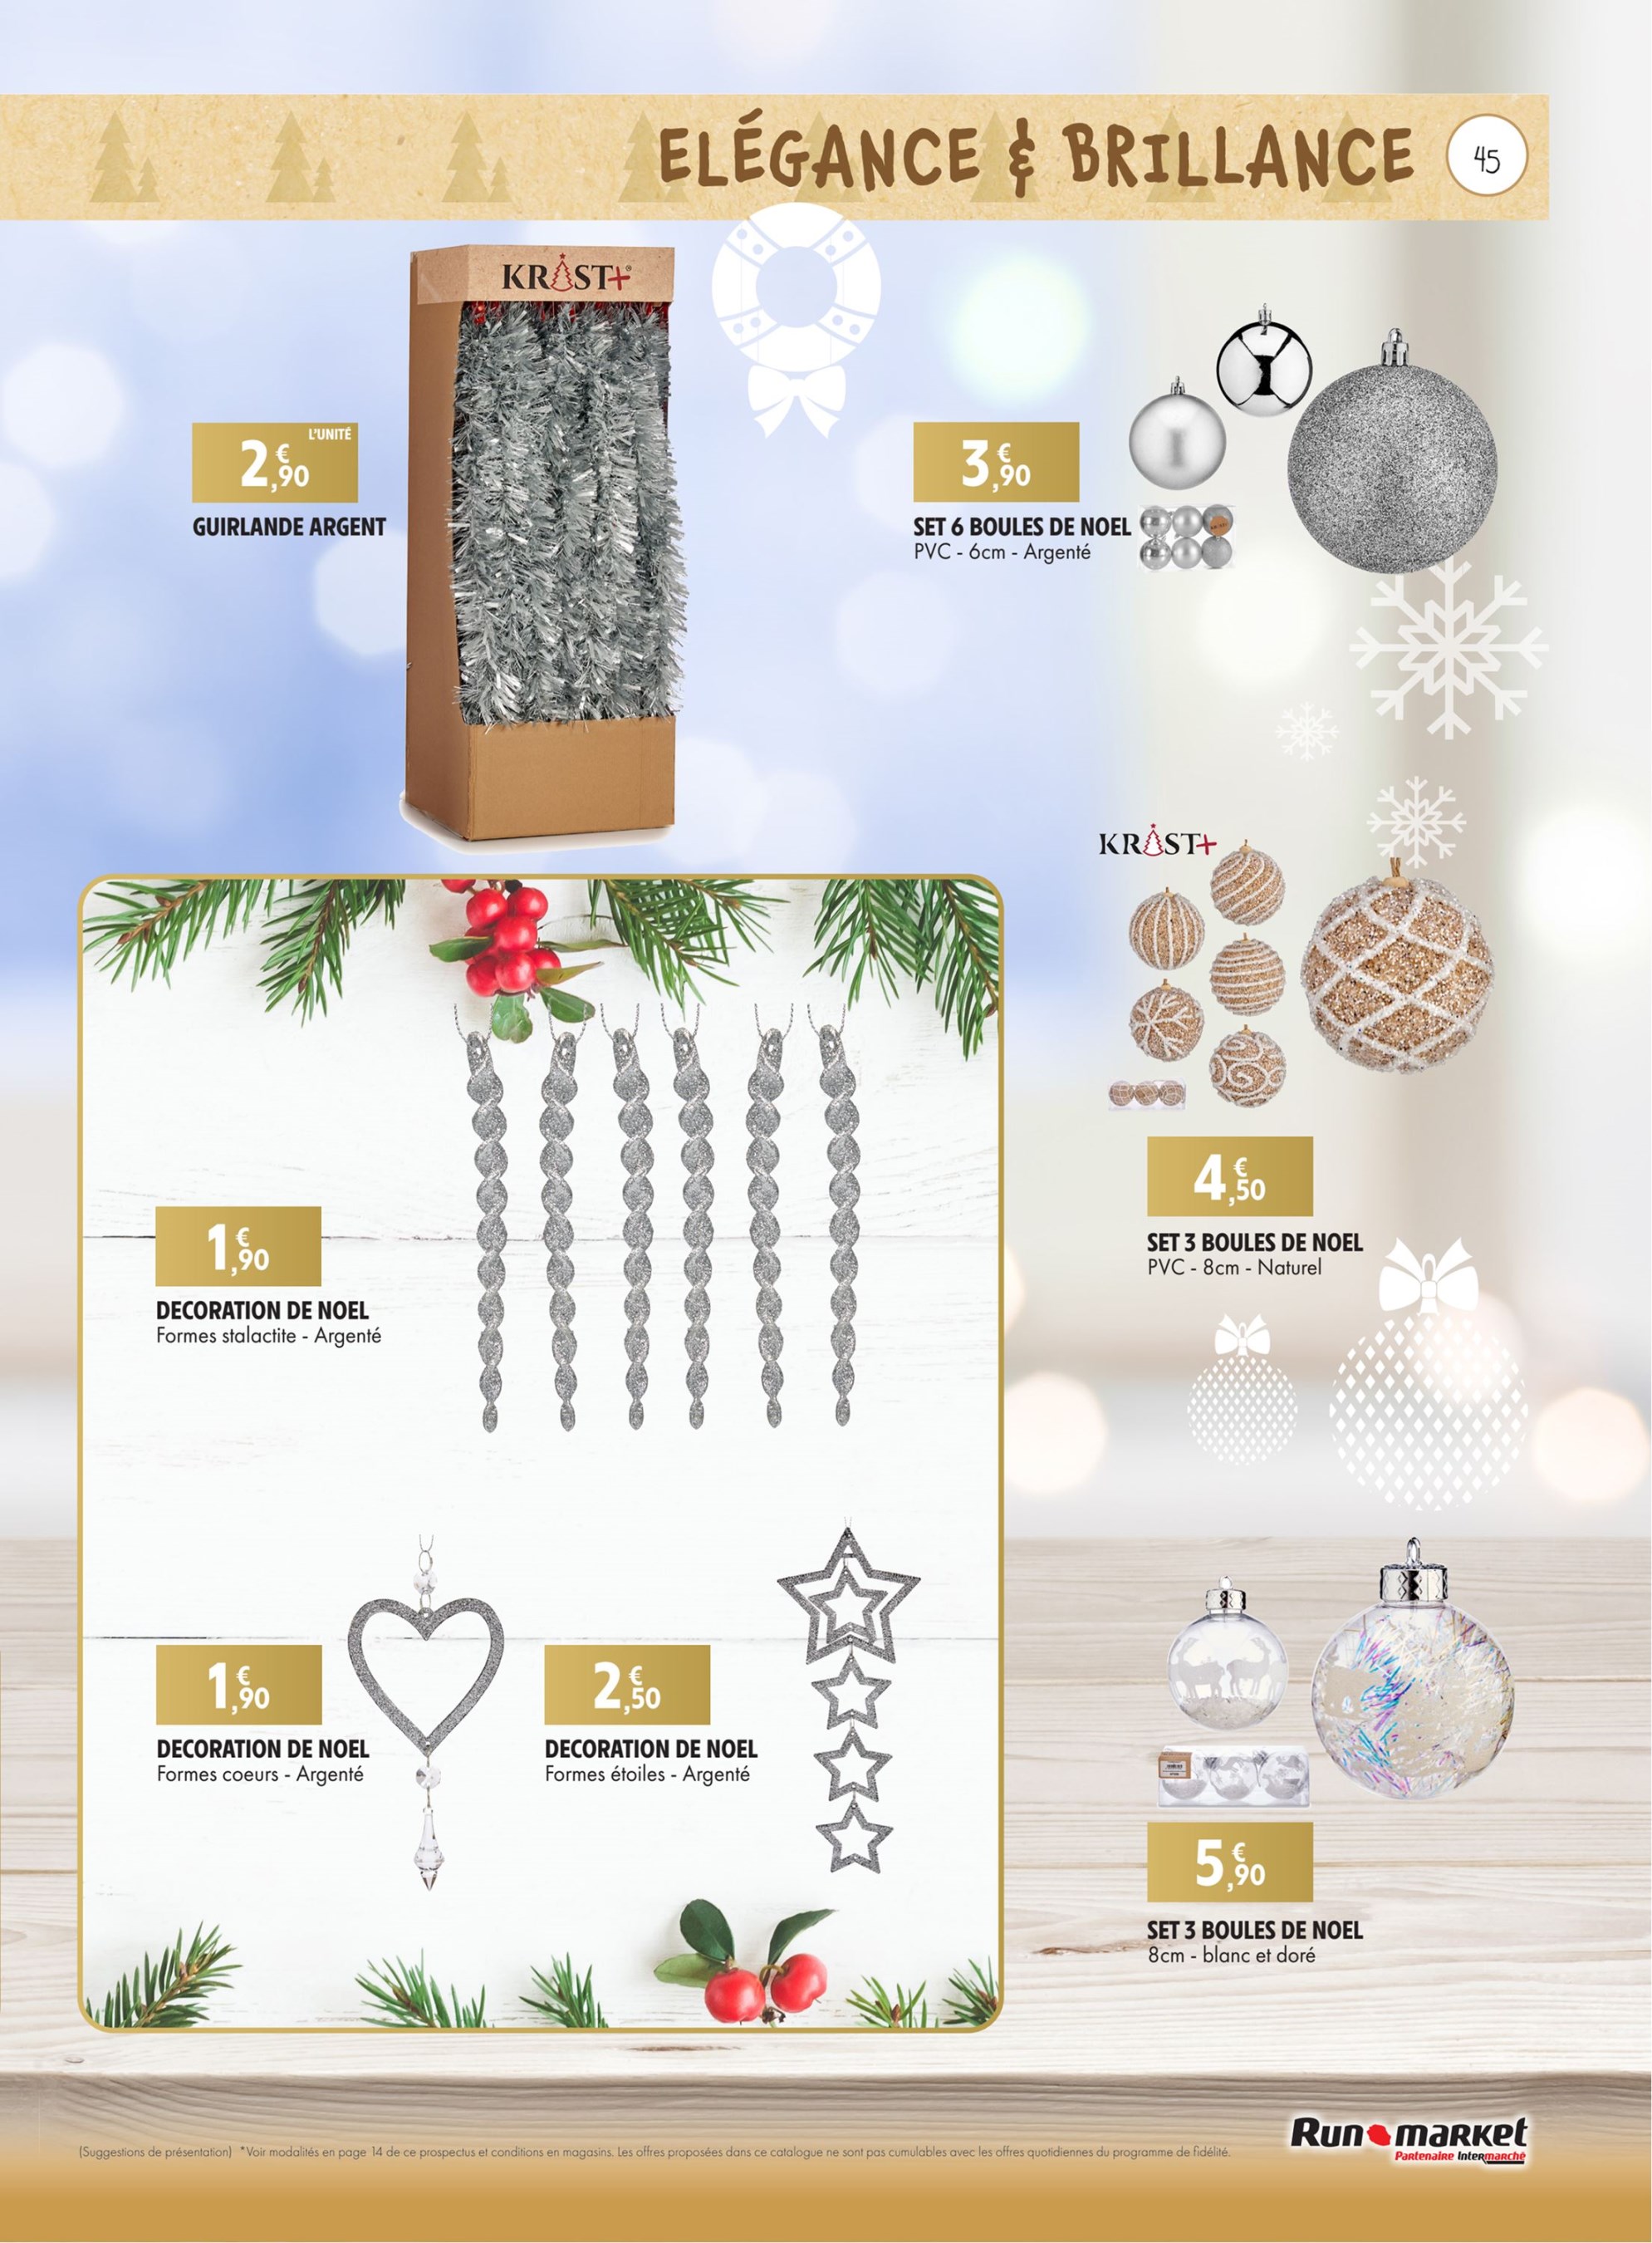 ELÉGANCE & BRILLANCE
45
KRIST+
L'UNITÉ
2€,90
GUIRLANDE ARGENT
3€,90
SET 6 BOULES DE NOEL
PVC - 6cm - Argenté
KRIST+
4€,50
SET 3 BOULES DE NOEL
PVC - 8cm - Naturel
1€,90
DECORATION DE NOEL
Formes stalactite - Argenté
1€,90
DECORATION DE NOEL
Formes coeurs - Argenté
2€,50
DECORATION DE NOEL
Formes étoiles - Argenté
5€,90
SET 3 BOULES DE NOEL
8cm - blanc et doré
(Suggestions de présentation) *Voir modalités en page 14 de ce prospectus et conditions en magasins. Les offres proposées dans ce catalogue ne sont pas cumulables avec les offres quotidiennes du programme de fidélité.
Run market
Partenaire Intermarché